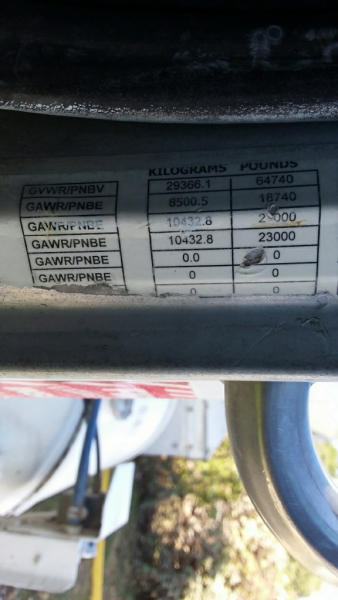 KILOGRAMS POUNDS
GVWR/PNBV 29366.1 64740
GAWR/PNBE 8500.5 18740
GAWR/PNBE 10432.8 23000
GAWR/PNBE 10432.8 23000
GAWR/PNBE 0.0 0
GAWR/PNBE 0 0
0 0